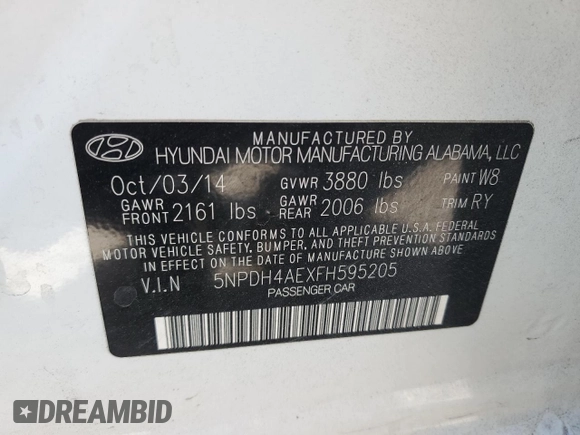 MANUFACTURED BY
HYUNDAI MOTOR MANUFACTURING ALABAMA, LLC
Oct/03/14 GVWR 3880 lbs PAINT W8
GAWR FRONT 2161 lbs GAWR REAR 2006 lbs TRIM RY
THIS VEHICLE CONFORMS TO ALL APPLICABLE U.S.A. FEDERAL
MOTOR VEHICLE SAFETY, BUMPER, AND THEFT PREVENTION STANDARDS
IN EFFECT ON THE DATE OF MANUFACTURE SHOWN ABOVE.
V.I.N 5NPDH4AEXFH595205
PASSENGER CAR
DREAMBID